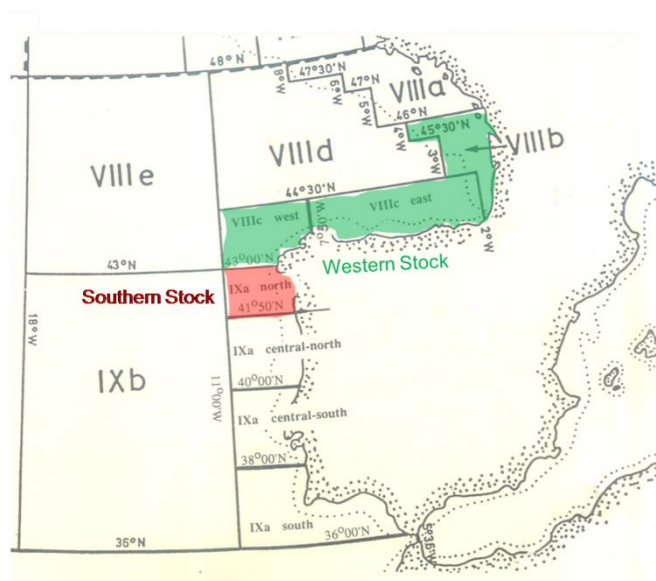 48° N
8° W
47°30'N
6° W
47° N
5° W
VIIIa
46° N
4° W
45°30'N
3° W
VIIIb
VIIId
VIIIe
44°30'N
VIIIc east
VIIIc west
2° W
43°00'N
Western Stock
43° N
IXa north
Southern Stock
41°50'N
18° W
IXa central-north
IXb
11°00'W
40°00'N
IXa central-south
38°00'N
IXa south
36°00'N
5°36'W
36° N